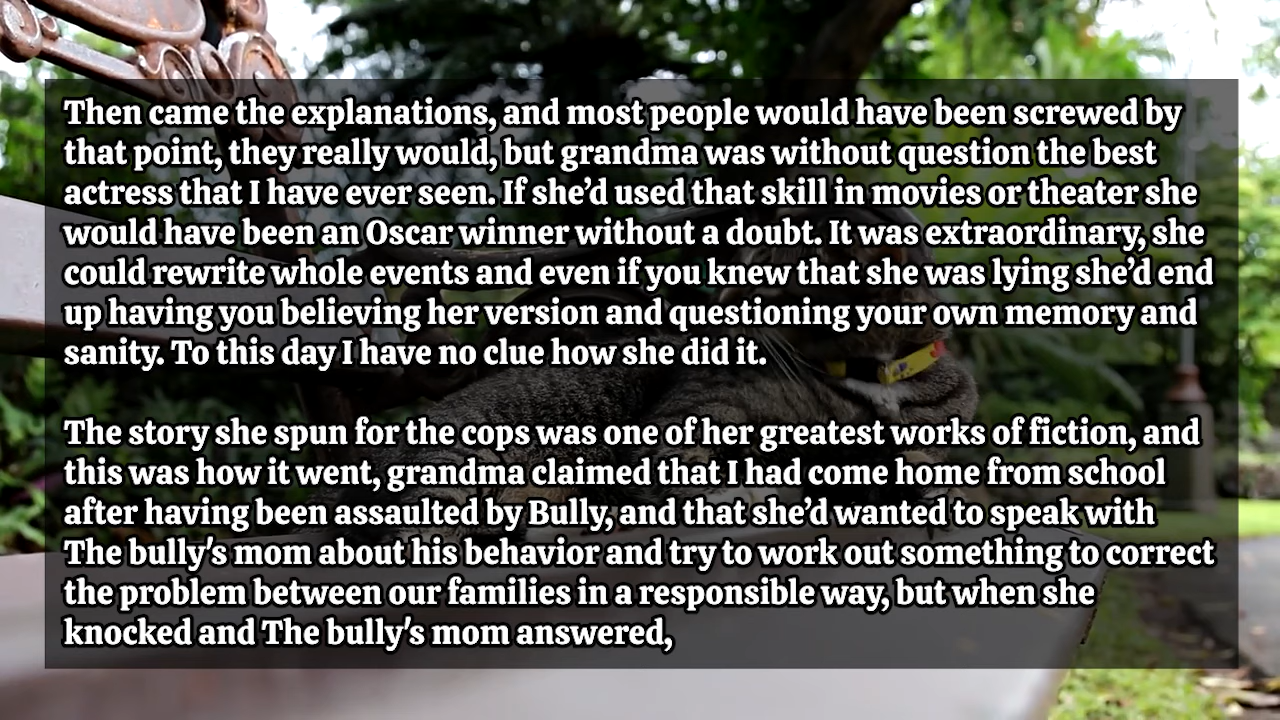 Then came the explanations, and most people would have been screwed by
that point, they really would, but grandma was without question the best
actress that I have ever seen. If she’d used that skill in movies or theater she
would have been an Oscar winner without a doubt. It was extraordinary, she
could rewrite whole events and even if you knew that she was lying she’d end
up having you believing her version and questioning your own memory and
sanity. To this day I have no clue how she did it.
The story she spun for the cops was one of her greatest works of fiction, and
this was how it went, grandma claimed that I had come home from school
after having been assaulted by Bully, and that she’d wanted to speak with
The bully's mom about his behavior and try to work out something to correct
the problem between our families in a responsible way, but when she
knocked and The bully's mom answered,